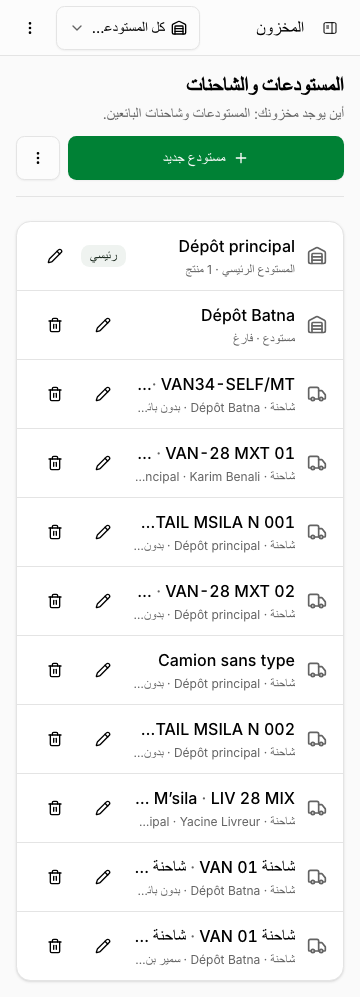 المخزون
كل المستودعـ...
المستودعات والشاحنات
أين يوجد مخزونك: المستودعات وشاحنات البائعين.
مستودع جديد
Dépôt principal
رئيسي
المستودع الرئيسي · 1 منتج
Dépôt Batna
مستودع · فارغ
VAN34-SELF/MT · ...
شاحنة · Dépôt Batna · بدون بائـ...
VAN-28 MXT 01 · ...
شاحنة · ...ncipal · Karim Benali
...TAIL MSILA N 001
شاحنة · Dépôt principal · بدون...
VAN-28 MXT 02 · ...
شاحنة · Dépôt principal · بدون...
Camion sans type
شاحنة · Dépôt principal · بدون...
...TAIL MSILA N 002
شاحنة · Dépôt principal · بدون...
... M’sila · LIV 28 MIX
شاحنة · ...ipal · Yacine Livreur
شاحنة VAN 01 · شاحنة ...
شاحنة · Dépôt Batna · بدون بائـ...
شاحنة VAN 01 · شاحنة ...
شاحنة · Dépôt Batna · سمير بن...